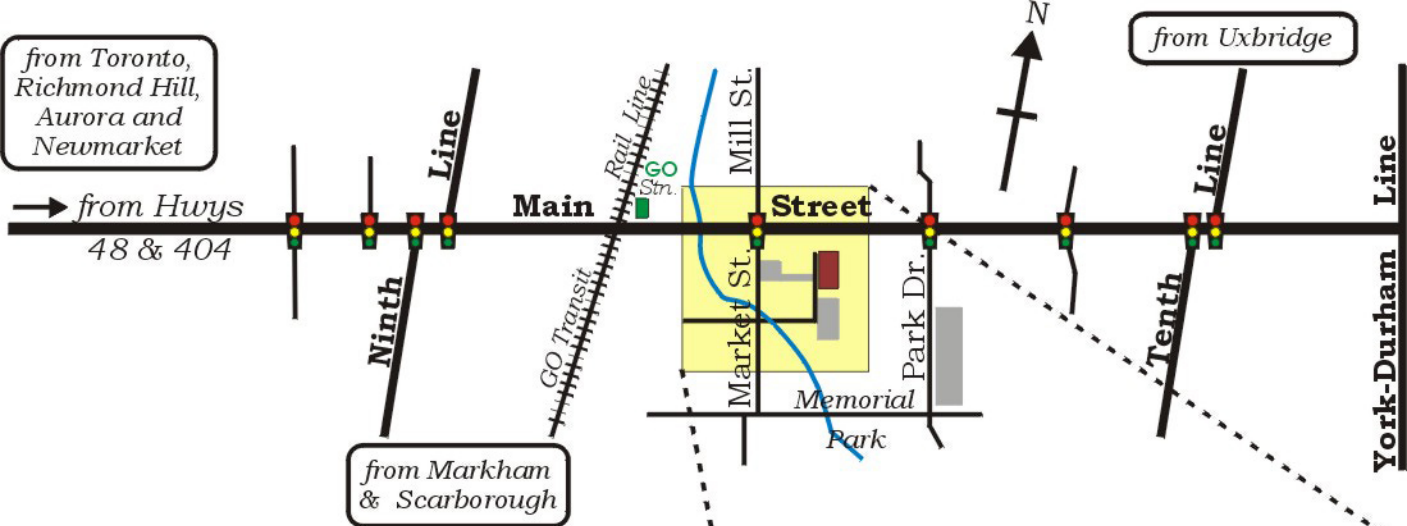 from Toronto,
Richmond Hill,
Aurora and
Newmarket
from Hwys
48 & 404
Line
Ninth
from Markham
& Scarborough
Main
Street
Rail Line
GO Transit
GO
Stn.
Mill St.
Market St.
Park Dr.
Memorial
Park
N
from Uxbridge
Line
Tenth
Line
York-Durham